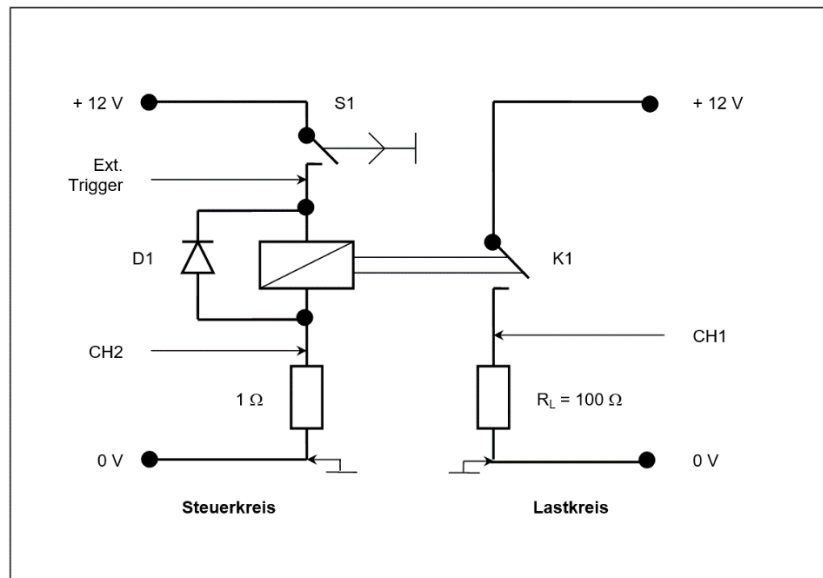 + 12 V
S1
+ 12 V
Ext.
Trigger
D1
K1
CH2
CH1
1 Ω
R_L = 100 Ω
0 V
0 V
Steuerkreis
Lastkreis